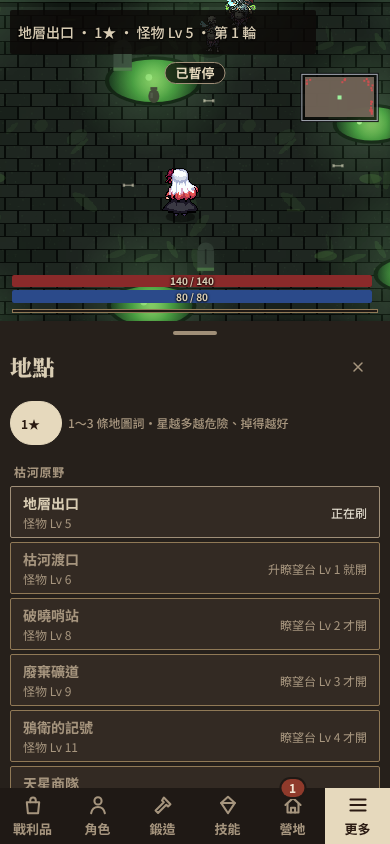 地層出口 • 1★ • 怪物 Lv 5 • 第 1 輪
已暫停
140 / 140
80 / 80
地點
×
1★
1～3 條地圖詞・星越多越危險、掉得越好
枯河原野
地層出口
怪物 Lv 5
正在刷
枯河渡口
怪物 Lv 6
升瞭望台 Lv 1 就開
破曉哨站
怪物 Lv 8
瞭望台 Lv 2 才開
廢棄礦道
怪物 Lv 9
瞭望台 Lv 3 才開
鴉衛的記號
怪物 Lv 11
瞭望台 Lv 4 才開
天星商隊
1
戰利品
角色
鍛造
技能
營地
更多